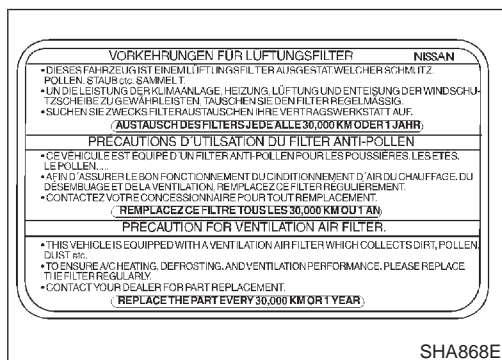 VORKEHRUNGEN FÜR LÜFTUNGSFILTER NISSAN
• DIESES FAHRZEUG IST EINEM LÜFTUNGSFILTER AUSGESTAT.WELCHER SCHMUTZ.
POLLEN, STAUB etc. SAMMELT.
• UN DIE LEISTUNG DER KLIMAANLAGE, HEIZUNG, LÜFTUNG UND ENTEISUNG DER WINDSCHU-
TZSCHEIBE ZU GEWÄHRLEISTEN, TAUSCHEN SIE DEN FILTER REGELMÄSSIG.
• SUCHEN SIE ZWECKS FILTERAUSTAUSCHEN IHRE VERTRAGSWERKSTATT AUF.
AUSTAUSCH DES FILTERS JEDE ALLE 30,000 KM ODER 1 JAHR
PRÉCAUTIONS D´UTILSATION DU FILTER ANTI-POLLEN
• CE VÉHICULE EST ÉQUIPÉ D´UN FILTER ANTI-POLLEN POUR LES POUSSIÈRES. LES ETES.
LE POLLEN.....
• AFIN D´ASSURER LE BON FONCTIONNEMENT DU CINDITIONNEMENT D´AIR DU CHAUFFAGE. DU
DÉSEMBUAGE ET DE LA VENTILATION, REMPLACEZ CE FILTER RÉGULIÈREMENT.
• CONTACTEZ VOTRE CONCESSIONNAIRE POUR TOUT REMPLACEMENT.
REMPLACEZ CE FILTRE TOUS LES 30,000 KM OU 1 AN
PRECAUTION FOR VENTILATION AIR FILTER.
• THIS VEHICLE IS EQUIPPED WITH A VENTILATION AIR FILTER WHICH COLLECTS DIRT, POLLEN,
DUST etc.
• TO ENSURE A/C HEATING, DEFROSTING. AND VENTILATION PERFORMANCE. PLEASE REPLACE
THE FILTER REGULARLY.
• CONTACT YOUR DEALER FOR PART REPLACEMENT.
REPLACE THE PART EVERY 30,000 KM OR 1 YEAR
SHA868E